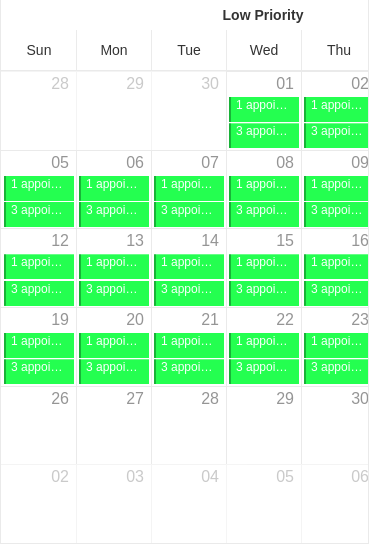 Low Priority
Sun Mon Tue Wed Thu
28 29 30 01 02
1 appoi... 1 appoi...
3 appoi... 3 appoi...
05 06 07 08 09
1 appoi... 1 appoi... 1 appoi... 1 appoi... 1 appoi...
3 appoi... 3 appoi... 3 appoi... 3 appoi... 3 appoi...
12 13 14 15 16
1 appoi... 1 appoi... 1 appoi... 1 appoi... 1 appoi...
3 appoi... 3 appoi... 3 appoi... 3 appoi... 3 appoi...
19 20 21 22 23
1 appoi... 1 appoi... 1 appoi... 1 appoi... 1 appoi...
3 appoi... 3 appoi... 3 appoi... 3 appoi... 3 appoi...
26 27 28 29 30
02 03 04 05 06